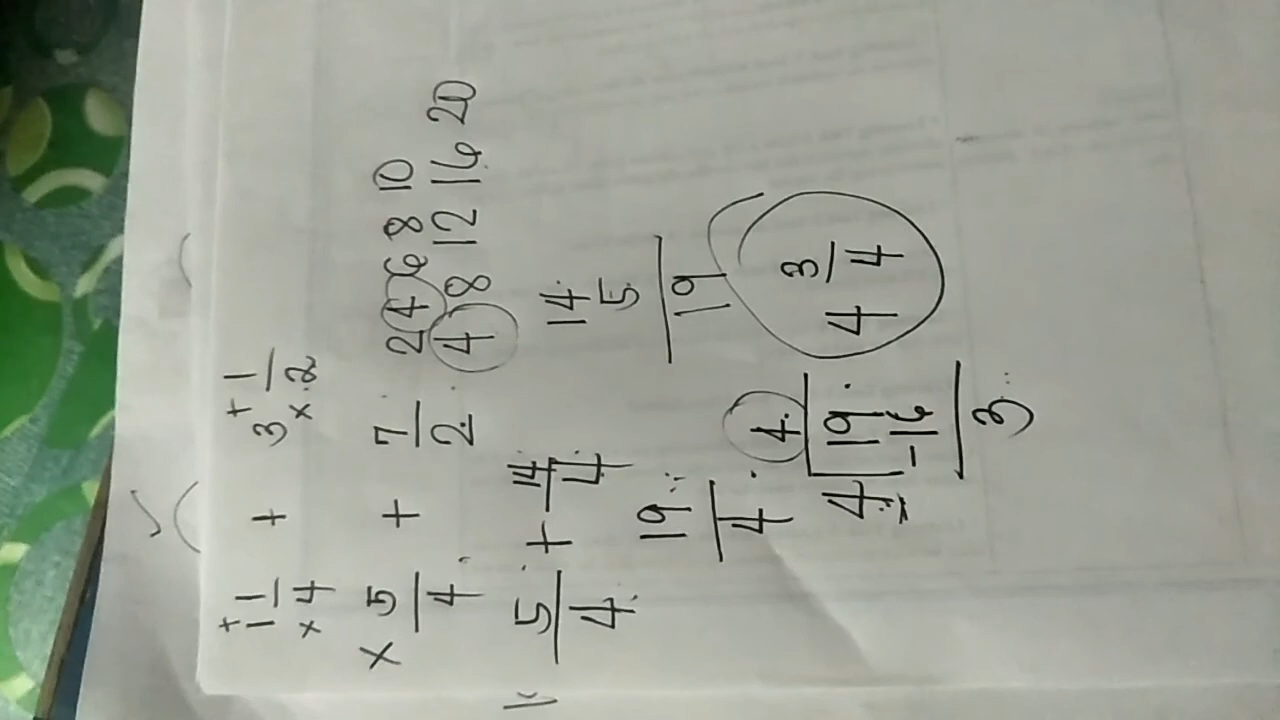 1 1/4 + 3 1/2
+ × + ×
× 5/4 + 7/2
2 4 6 8 10
4 8 12 16 20
5/4 + 14/4
14
5
19
19/4
4
4 19
-16
3
4 3/4